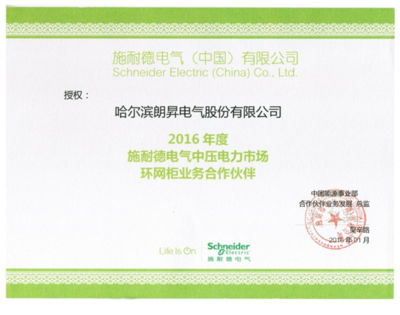 施耐德电气（中国）有限公司
Schneider Electric (China) Co., Ltd.
授权：
哈尔滨朗昇电气股份有限公司
2016 年度
施耐德电气中压电力市场
环网柜业务合作伙伴
中国能源事业部
合作伙伴业务发展 总监
2016 年 01 月
Life Is On
Schneider
Electric
施耐德电气